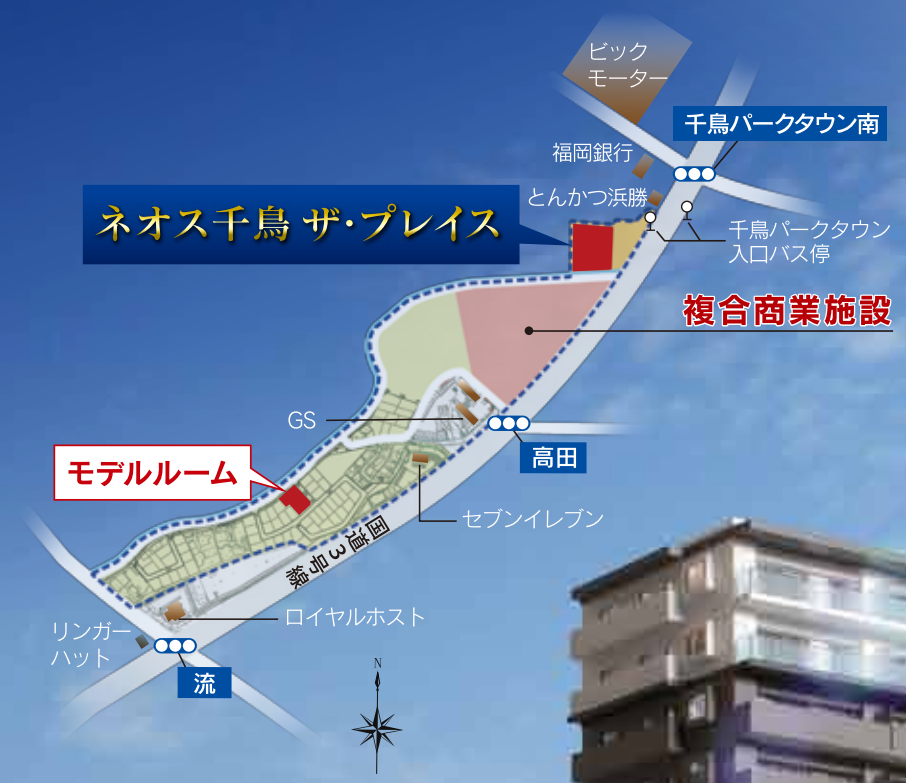 ビック
モーター
千鳥パークタウン南
福岡銀行
とんかつ浜勝
ネオス千鳥 ザ・プレイス
千鳥パークタウン
入口バス停
複合商業施設
GS
高田
モデルルーム
セブンイレブン
国道3号線
ロイヤルホスト
リンガー
ハット
流
N